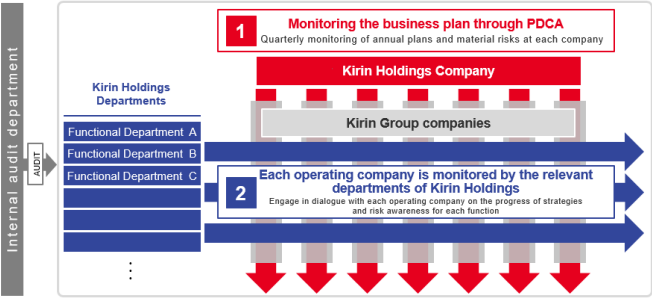 Internal audit department
AUDIT
Kirin Holdings
Departments
Functional Department A
Functional Department B
Functional Department C
1
Monitoring the business plan through PDCA
Quarterly monitoring of annual plans and material risks at each company
Kirin Holdings Company
Kirin Group companies
2
Each operating company is monitored by the relevant
departments of Kirin Holdings
Engage in dialogue with each operating company on the progress of strategies
and risk awareness for each function